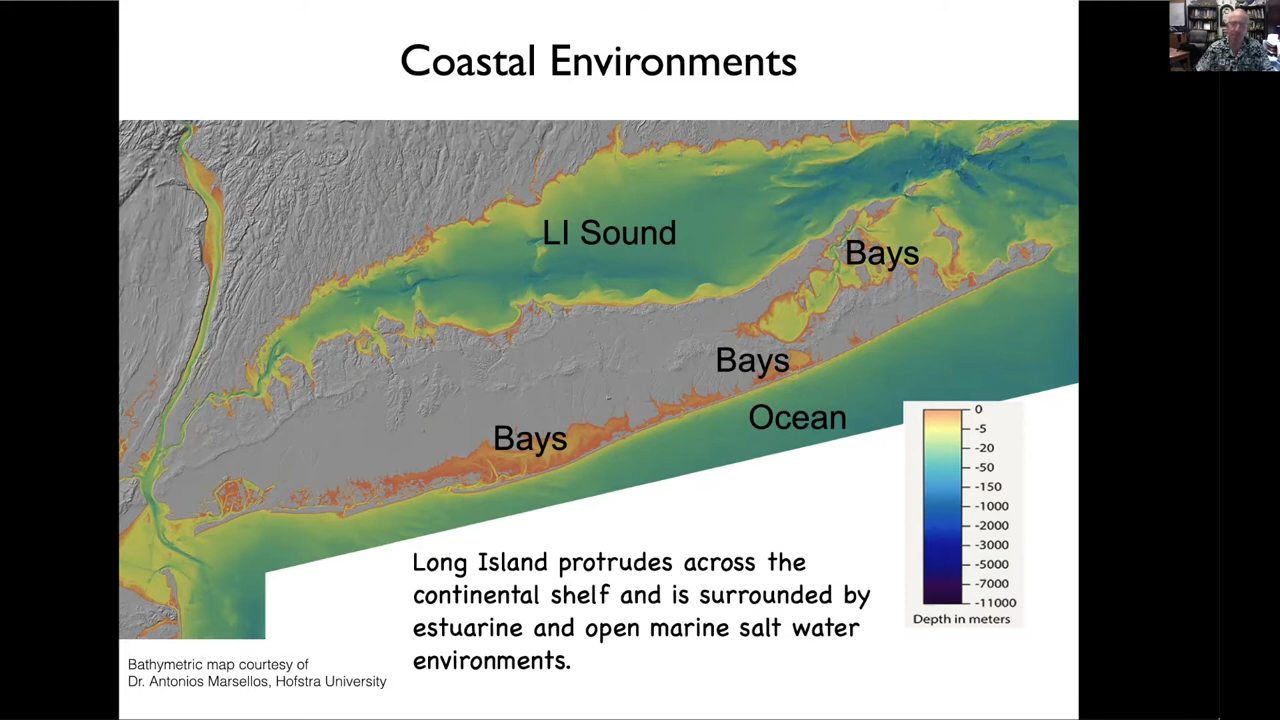 Coastal Environments
LI Sound
Bays
Bays
Ocean
Bays
0
-5
-20
-50
-150
-1000
-2000
-3000
-5000
-7000
-11000
Depth in meters
Long Island protrudes across the
continental shelf and is surrounded by
estuarine and open marine salt water
environments.
Bathymetric map courtesy of
Dr. Antonios Marsellos, Hofstra University